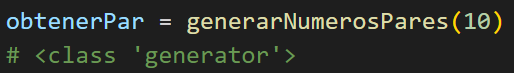 obtenerPar = generarNumerosPares(10)
# <class 'generator'>